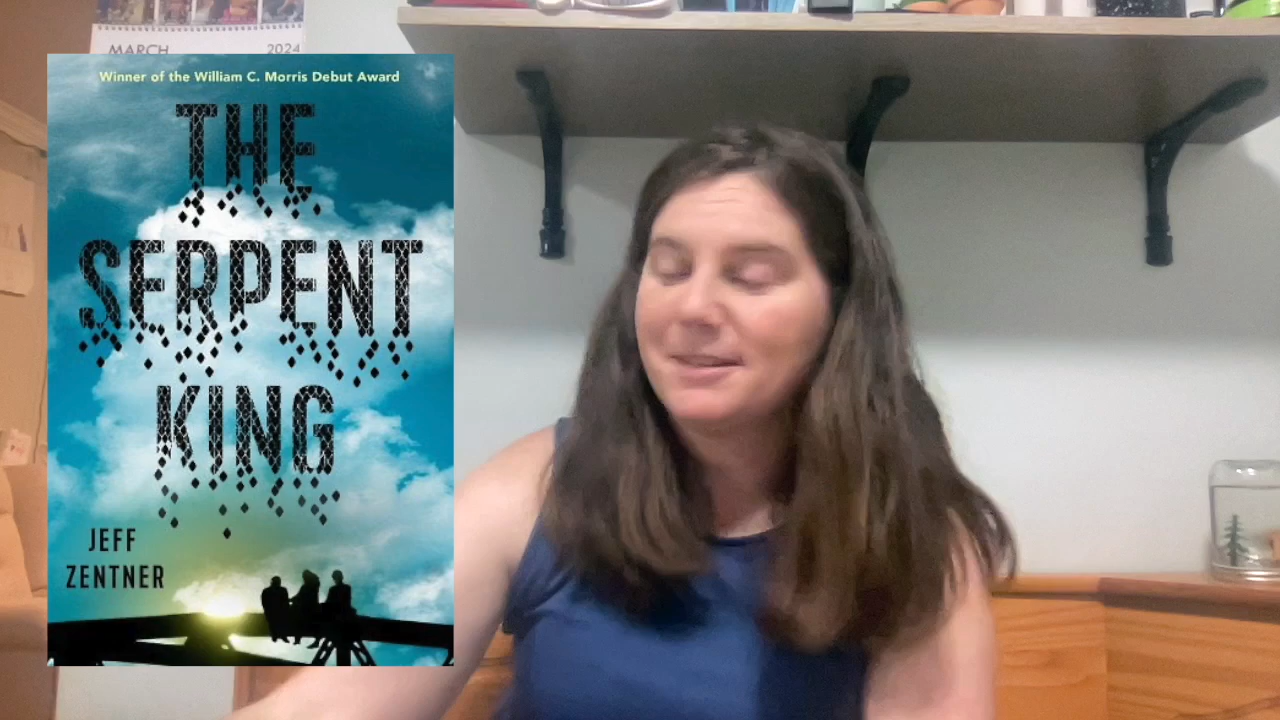 MARCH 2024
Winner of the William C. Morris Debut Award
THE
SERPENT
KING
JEFF
ZENTNER